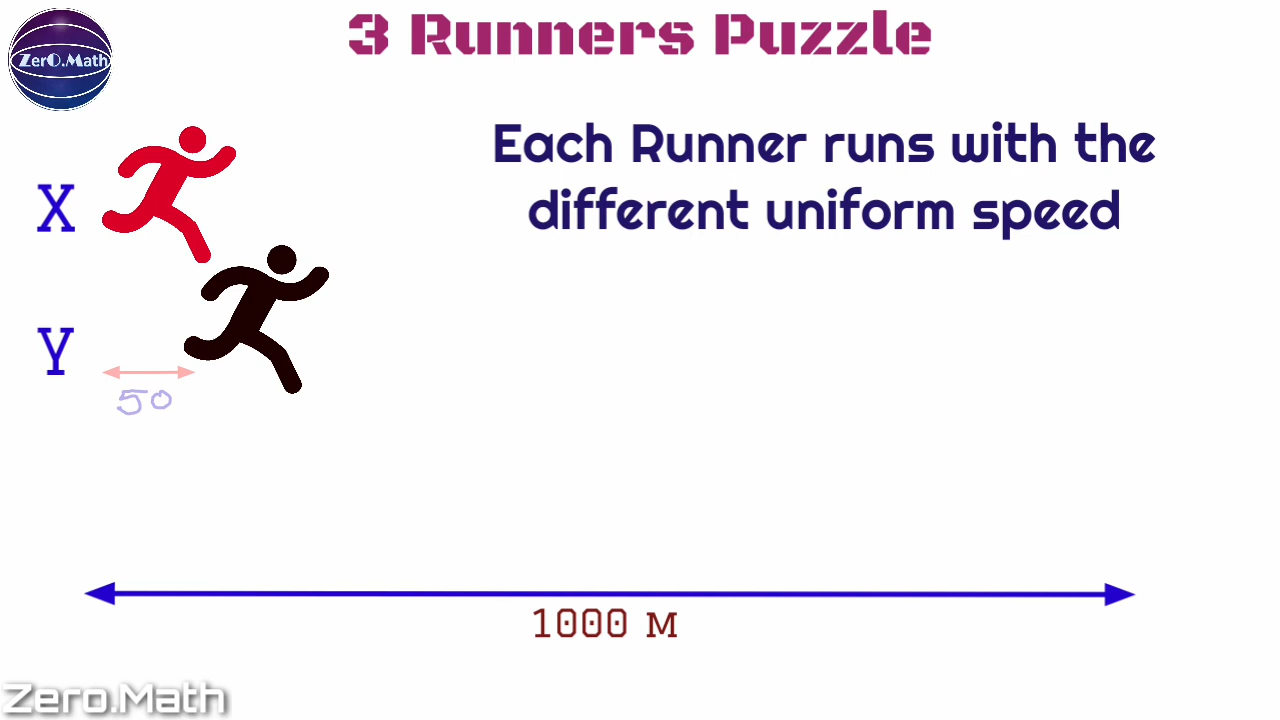 ZerO.Math
3 Runners Puzzle
Each Runner runs with the
different uniform speed
X
Y
50
1000 M
Zero.Math